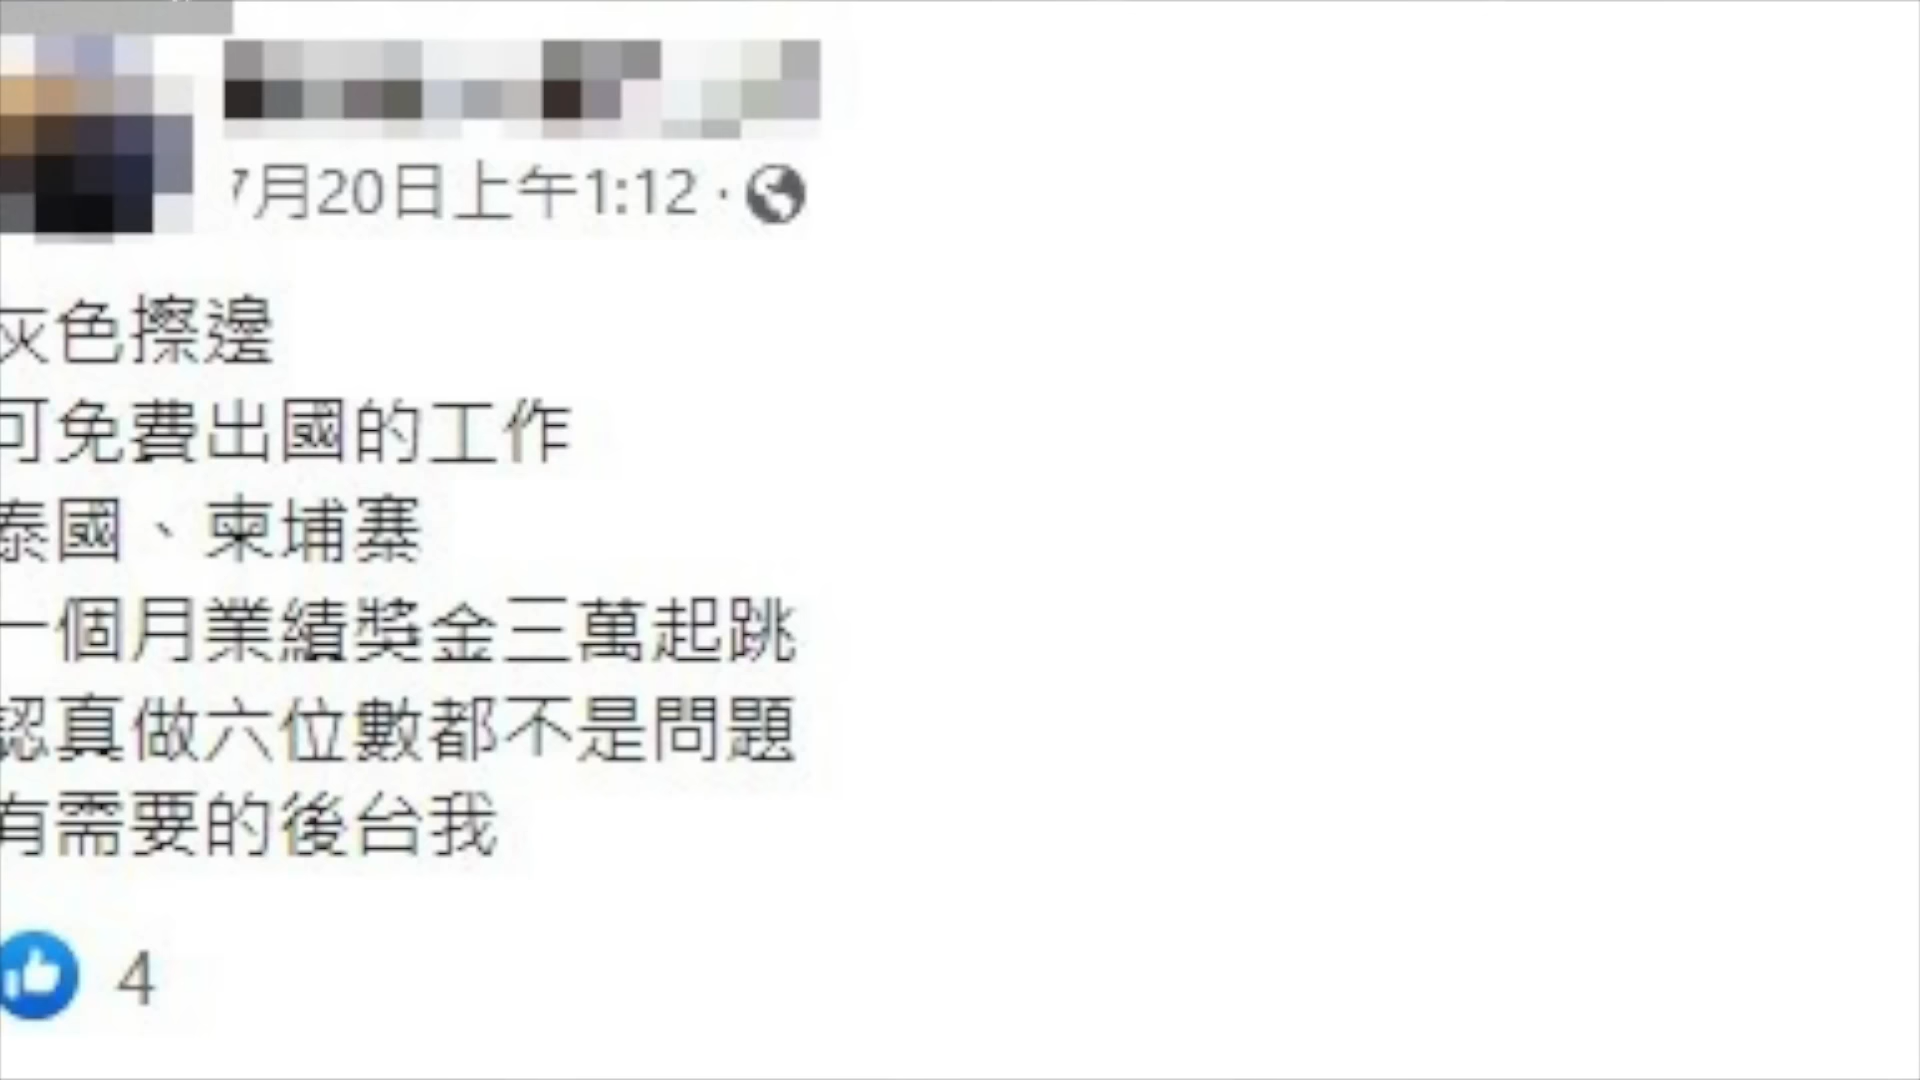 7月20日上午1:12 ·
灰色擦邊
可免費出國的工作
泰國、柬埔寨
一個月業績獎金三萬起跳
認真做六位數都不是問題
有需要的後台我
4